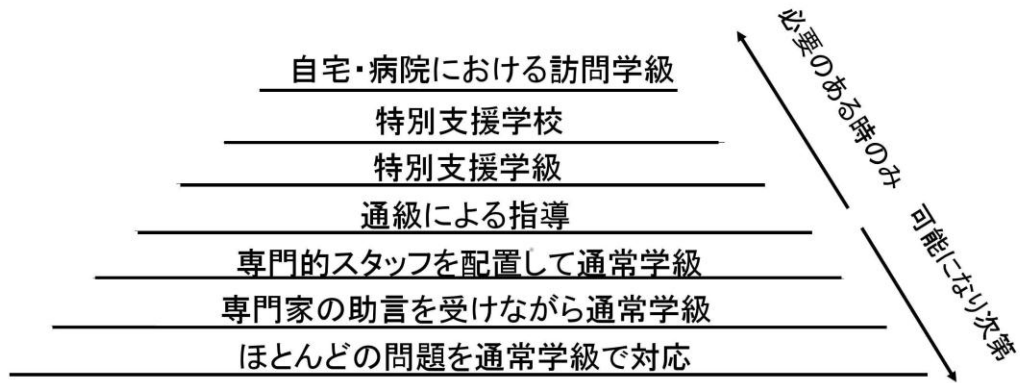 自宅・病院における訪問学級
特別支援学校
特別支援学級
通級による指導
専門的スタッフを配置して通常学級
専門家の助言を受けながら通常学級
ほとんどの問題を通常学級で対応
必要のある時のみ
可能になり次第